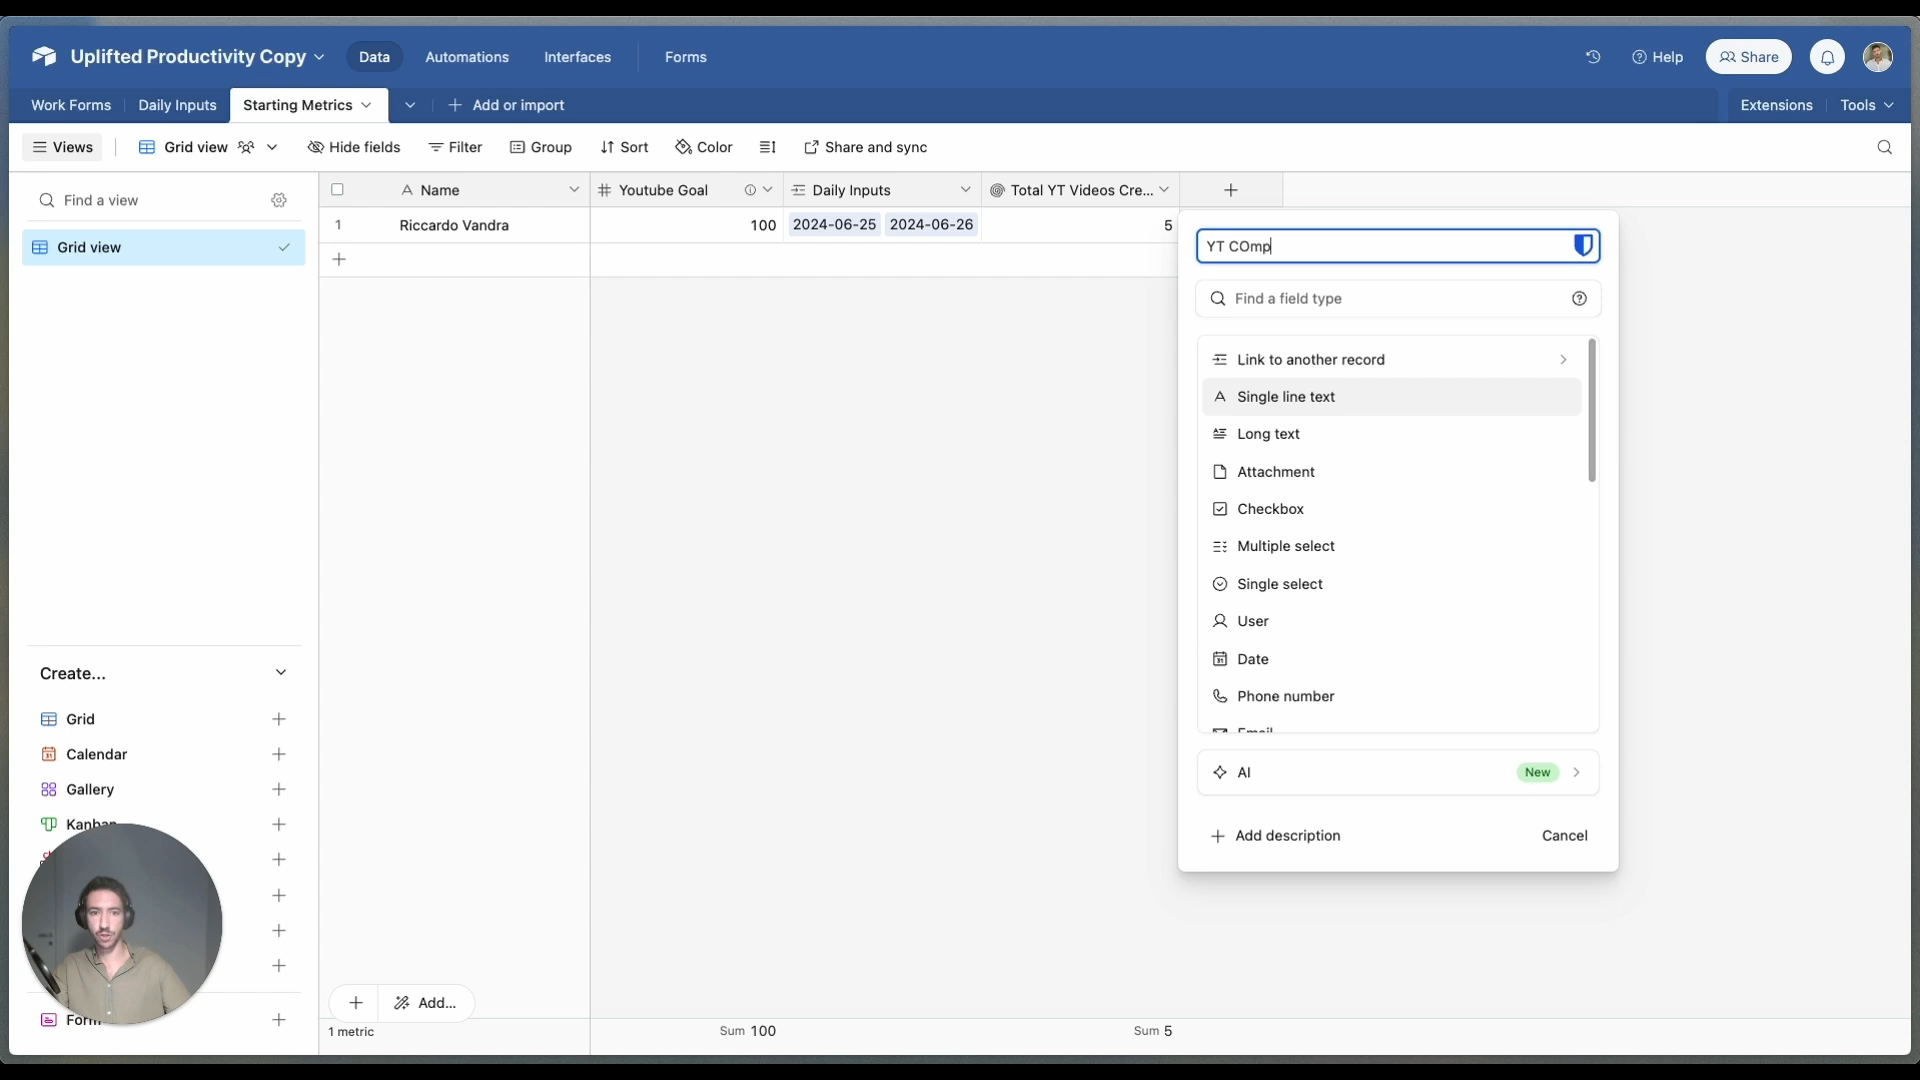 Uplifted Productivity Copy
Data
Automations
Interfaces
Forms
Help
Share
Work Forms
Daily Inputs
Starting Metrics
Add or import
Extensions
Tools
Views
Grid view
Hide fields
Filter
Group
Sort
Color
Share and sync
Find a view
Grid view
Name
Youtube Goal
Daily Inputs
Total YT Videos Cre...
1
Riccardo Vandra
100
2024-06-25
2024-06-26
5
YT COmp
Find a field type
Link to another record
Single line text
Long text
Attachment
Checkbox
Multiple select
Single select
User
Date
Phone number
Email
AI
New
Add description
Cancel
Create...
Grid
Calendar
Gallery
Kanban
Form
Add...
1 metric
Sum 100
Sum 5